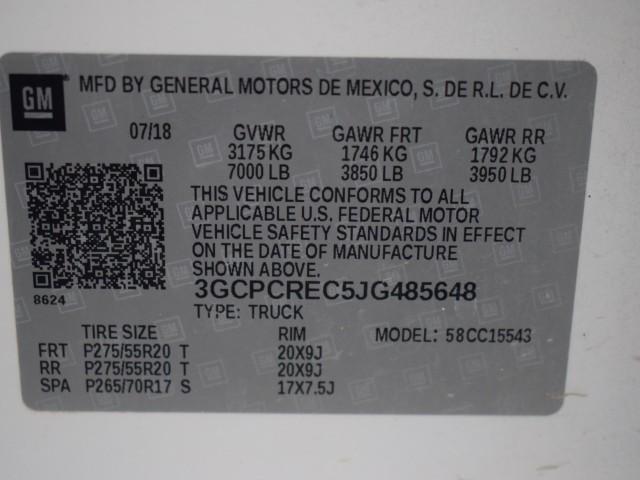 GM
MFD BY GENERAL MOTORS DE MEXICO, S. DE R.L. DE C.V.
07/18 GVWR GAWR FRT GAWR RR
3175 KG 1746 KG 1792 KG
7000 LB 3850 LB 3950 LB
THIS VEHICLE CONFORMS TO ALL
APPLICABLE U.S. FEDERAL MOTOR
VEHICLE SAFETY STANDARDS IN EFFECT
ON THE DATE OF MANUFACTURE
SHOWN ABOVE.
8624 3GCPCREC5JG485648
TYPE: TRUCK
TIRE SIZE RIM MODEL: 58CC15543
FRT P275/55R20 T 20X9J
RR P275/55R20 T 20X9J
SPA P265/70R17 S 17X7.5J